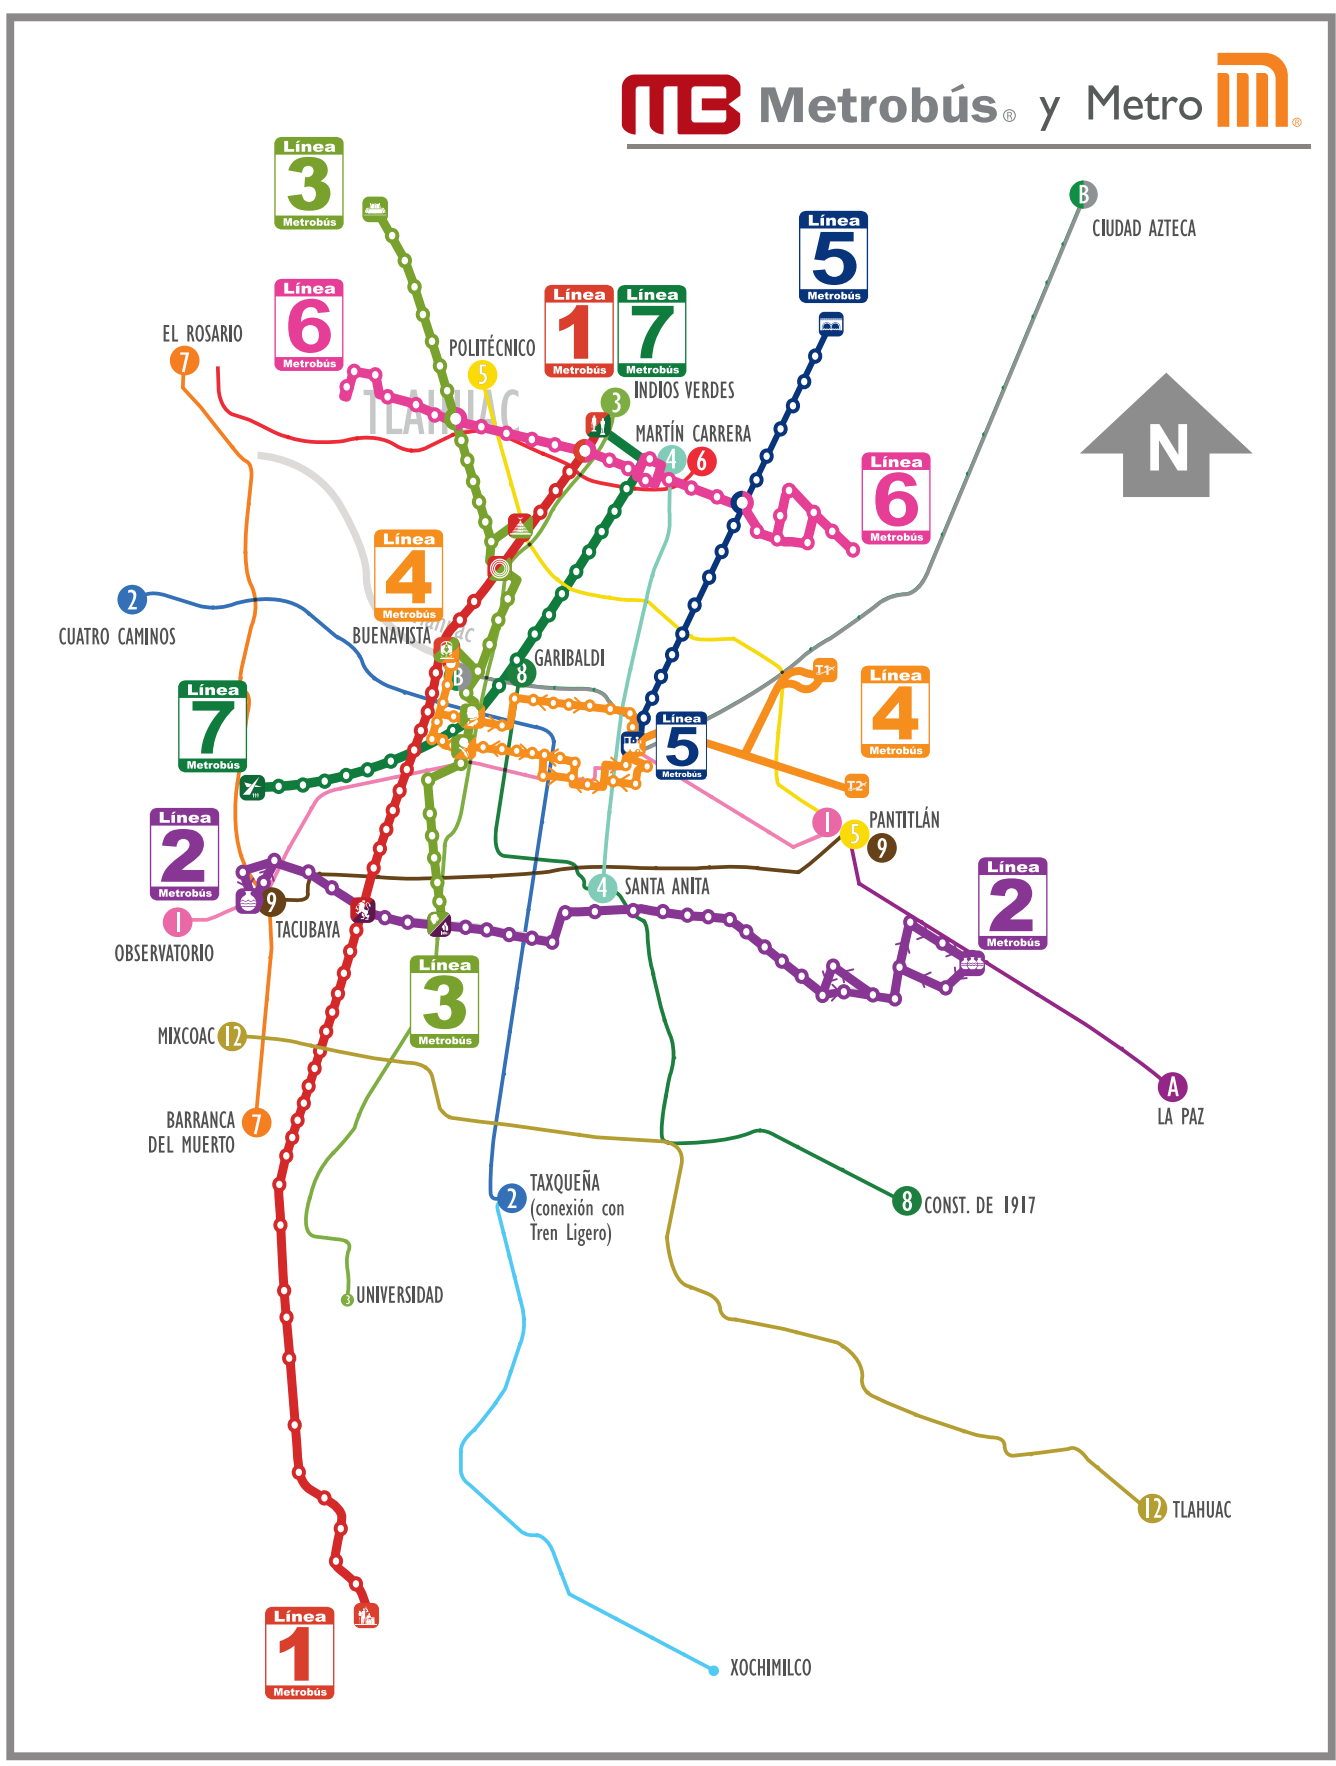 MB Metrobús® y Metro ®
Línea
3
Metrobús
B
CIUDAD AZTECA
Línea
5
Metrobús
Línea
6
Metrobús
Línea
1
Metrobús
Línea
7
Metrobús
EL ROSARIO
7
POLITÉCNICO
5
TLAHUAC
3
INDIOS VERDES
MARTÍN CARRERA
4
6
N
Línea
6
Metrobús
Línea
4
Metrobús
2
CUATRO CAMINOS
BUENAVISTA
B
GARIBALDI
8
T1
Línea
7
Metrobús
Línea
5
Metrobús
Línea
4
Metrobús
T2
Línea
2
Metrobús
1
5
PANTITLÁN
9
9
TACUBAYA
4
SANTA ANITA
Línea
2
Metrobús
1
OBSERVATORIO
Línea
3
Metrobús
MIXCOAC
12
A
LA PAZ
BARRANCA
DEL MUERTO
7
2
TAXQUEÑA
(conexión con
Tren Ligero)
8
CONST. DE 1917
3
UNIVERSIDAD
12
TLAHUAC
Línea
1
Metrobús
XOCHIMILCO